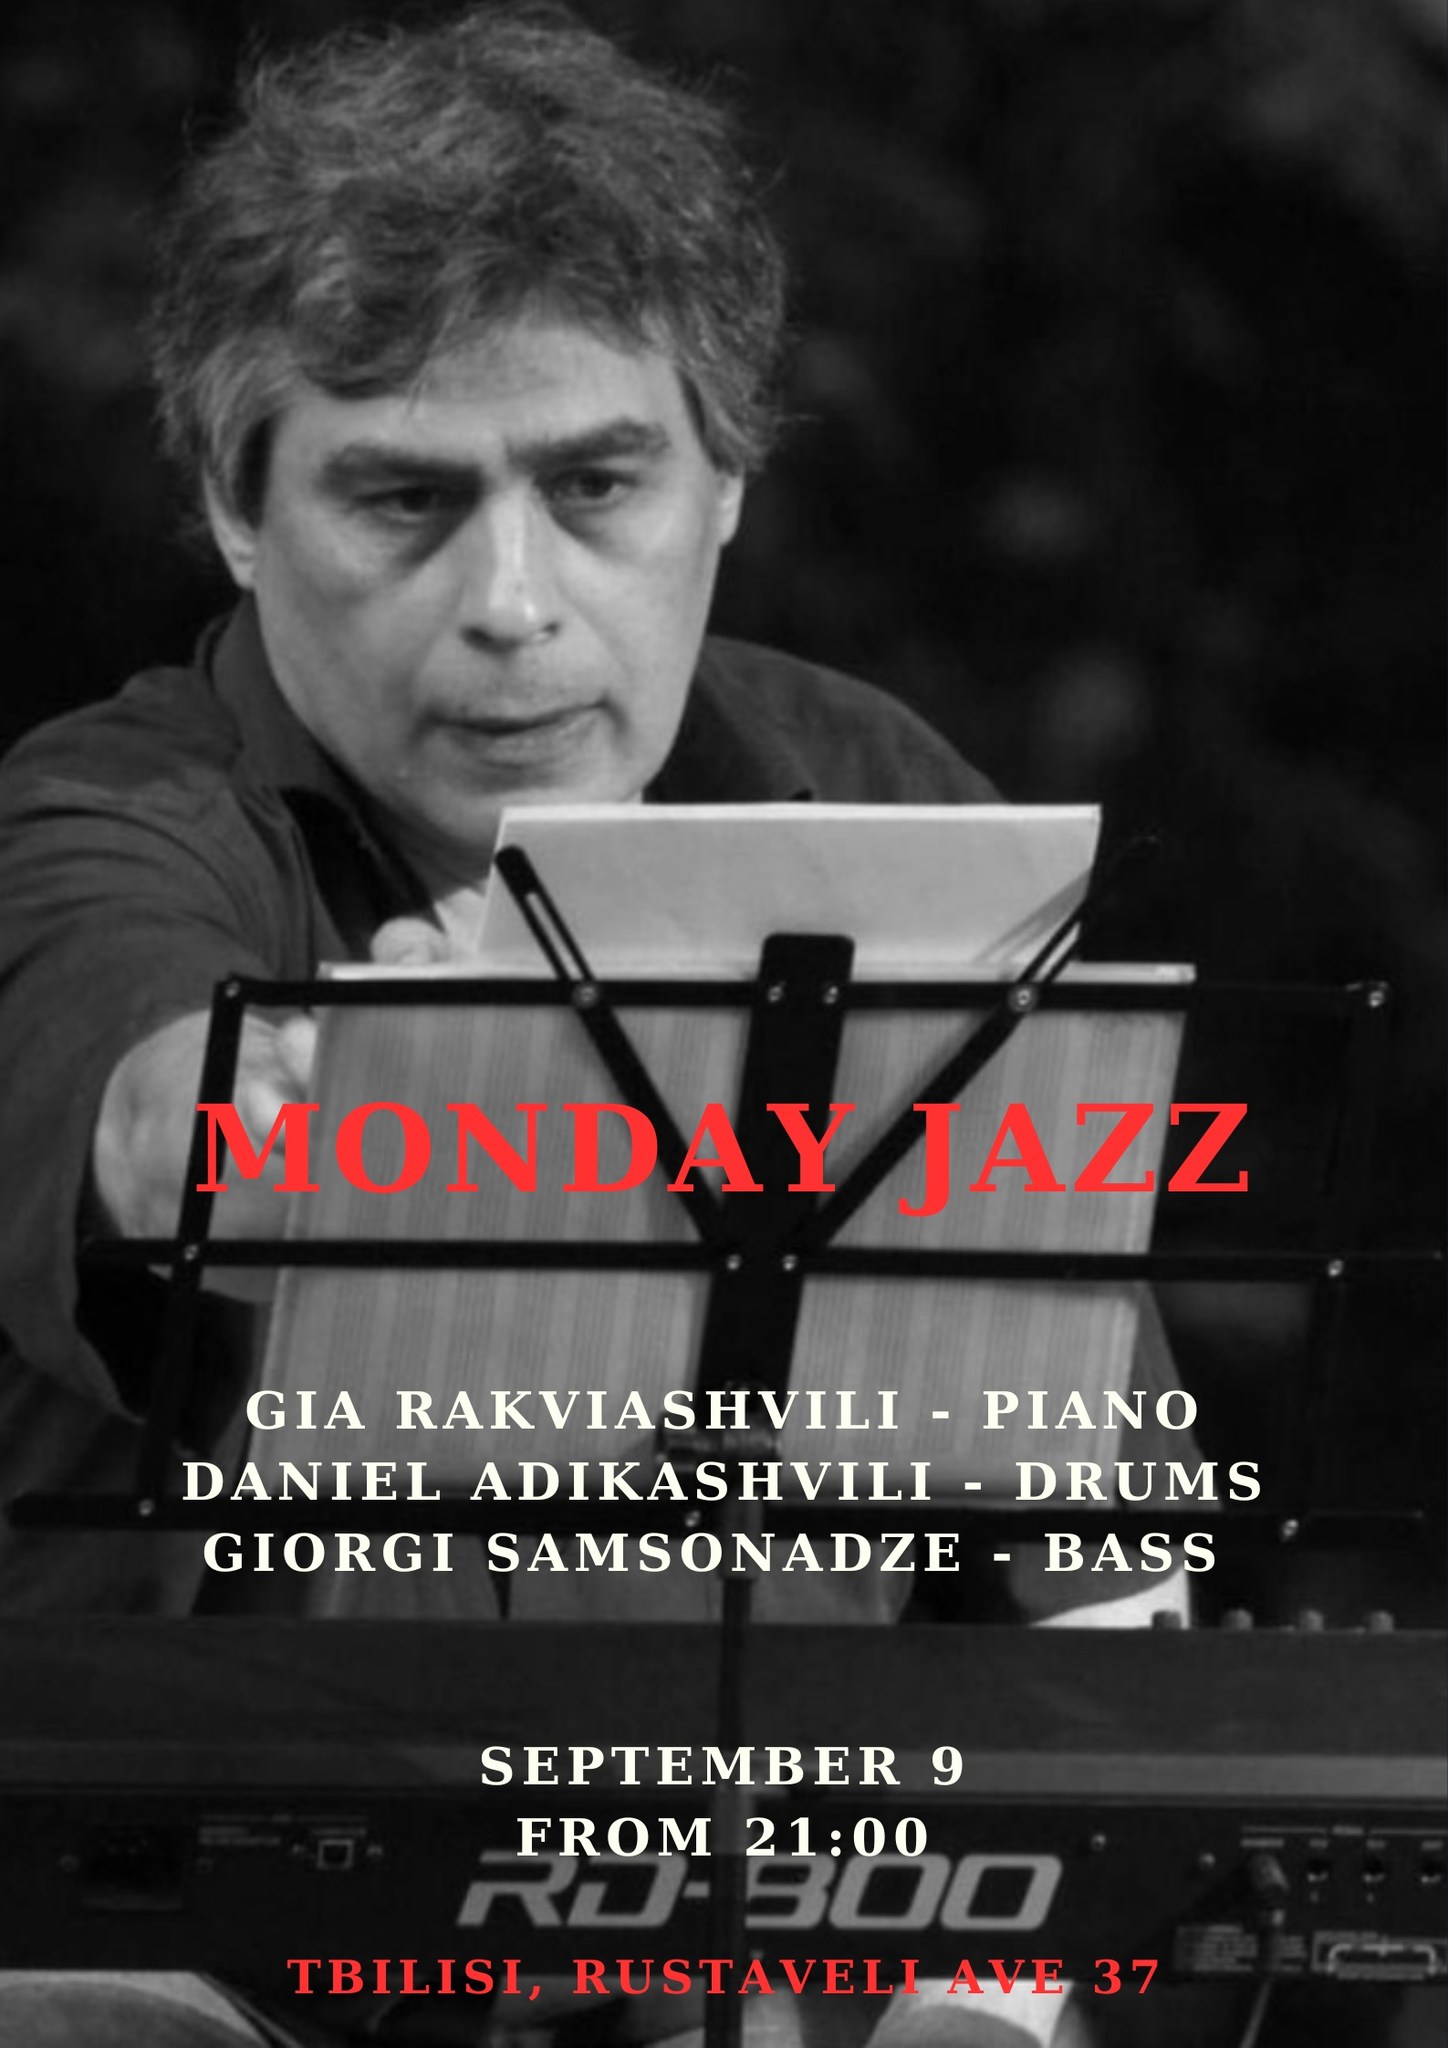 MONDAY JAZZ
GIA RAKVIASHVILI - PIANO
DANIEL ADIKASHVILI - DRUMS
GIORGI SAMSONADZE - BASS
SEPTEMBER 9
FROM 21:00
RD-800
TBILISI, RUSTAVELI AVE 37